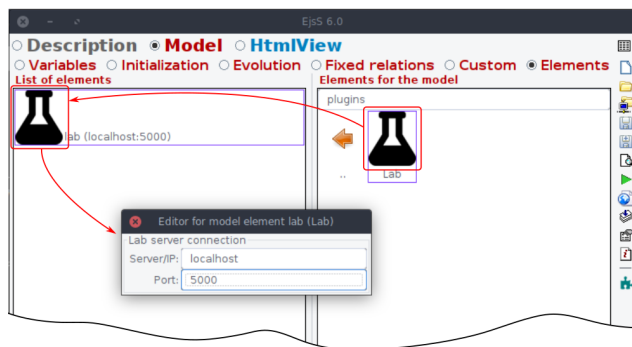 EjsS 6.0
Description Model HtmlView
Variables Initialization Evolution Fixed relations Custom Elements
List of elements
Elements for the model
plugins
lab (localhost:5000)
..
Lab
Editor for model element lab (Lab)
Lab server connection
Server/IP: localhost
Port: 5000